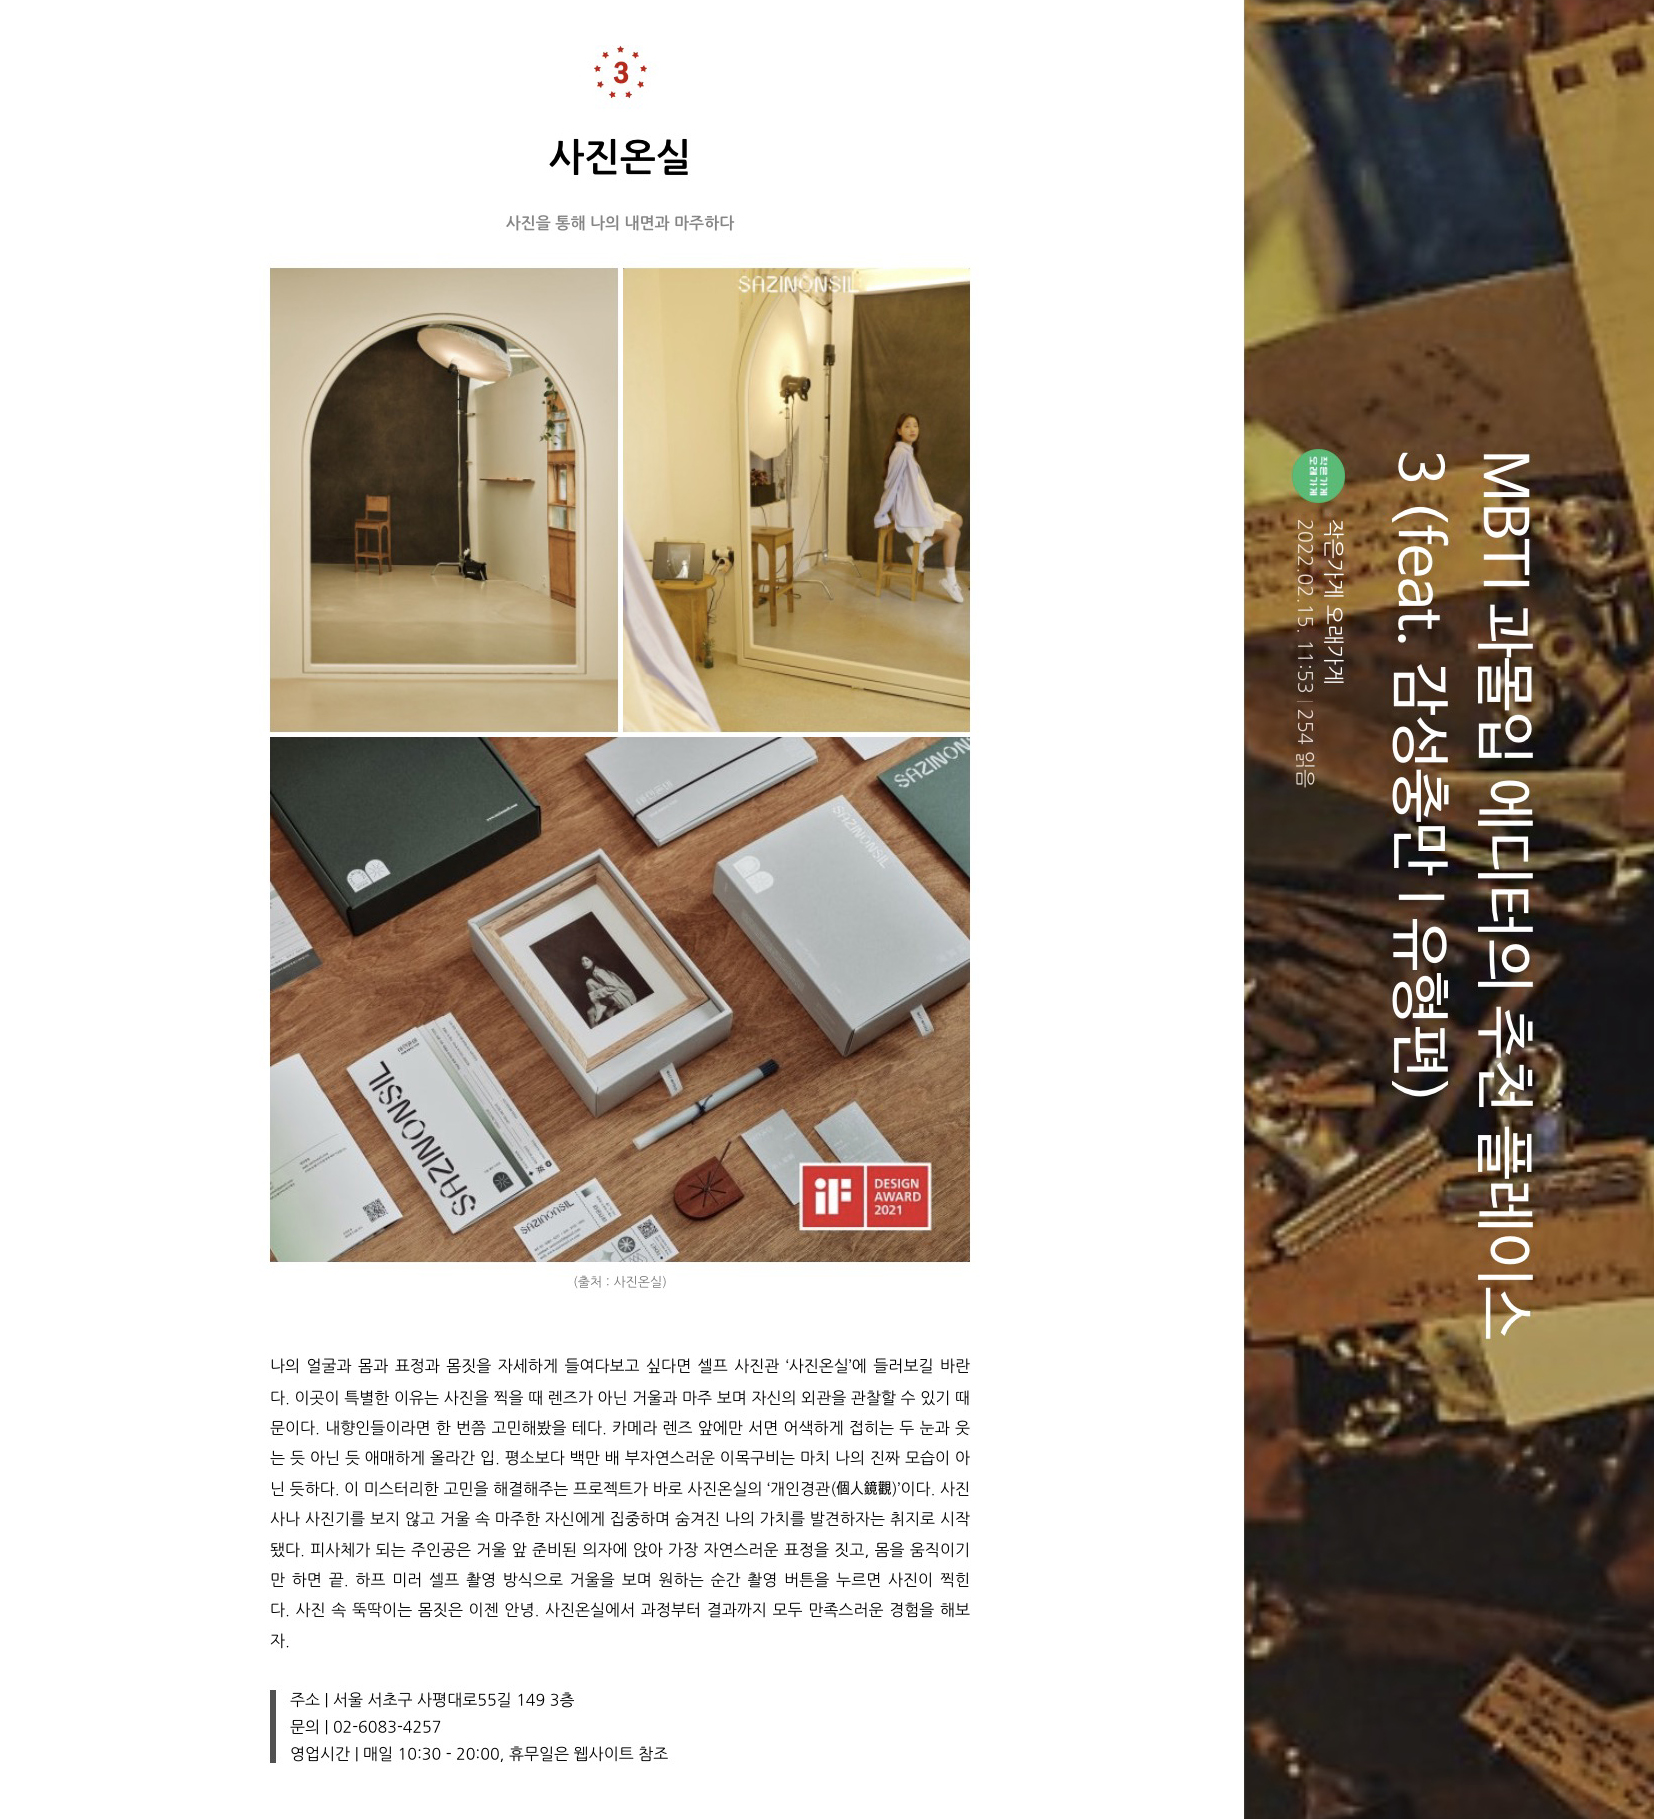 3
사진온실
사진을 통해 나의 내면과 마주하다
SAZINONSIL
SAZINONSIL
SAZINONSIL
SAZINONSIL
SAZINONSIL
iF
DESIGN
AWARD
2021
(출처 : 사진온실)
나의 얼굴과 몸과 표정과 몸짓을 자세하게 들여다보고 싶다면 셀프 사진관 ‘사진온실’에 들러보길 바란
다. 이곳이 특별한 이유는 사진을 찍을 때 렌즈가 아닌 거울과 마주 보며 자신의 외관을 관찰할 수 있기 때
문이다. 내향인들이라면 한 번쯤 고민해봤을 테다. 카메라 렌즈 앞에만 서면 어색하게 접히는 두 눈과 웃
는 듯 아닌 듯 애매하게 올라간 입. 평소보다 백만 배 부자연스러운 이목구비는 마치 나의 진짜 모습이 아
닌 듯하다. 이 미스터리한 고민을 해결해주는 프로젝트가 바로 사진온실의 ‘개인경관(個人鏡觀)’이다. 사진
사나 사진기를 보지 않고 거울 속 마주한 자신에게 집중하며 숨겨진 나의 가치를 발견하자는 취지로 시작
됐다. 피사체가 되는 주인공은 거울 앞 준비된 의자에 앉아 가장 자연스러운 표정을 짓고, 몸을 움직이기
만 하면 끝. 하프 미러 셀프 촬영 방식으로 거울을 보며 원하는 순간 촬영 버튼을 누르면 사진이 찍힌
다. 사진 속 뚝딱이는 몸짓은 이젠 안녕. 사진온실에서 과정부터 결과까지 모두 만족스러운 경험을 해보
자.
주소 | 서울 서초구 사평대로55길 149 3층
문의 | 02-6083-4257
영업시간 | 매일 10:30 - 20:00, 휴무일은 웹사이트 참조
MBTI 과몰입 에디터의 추천 플레이스
3 (feat. 감성충만 I 유형편)
작은가게
오래가게
작은가게 오래가게
2022.02.15. 11:53 | 254 읽음